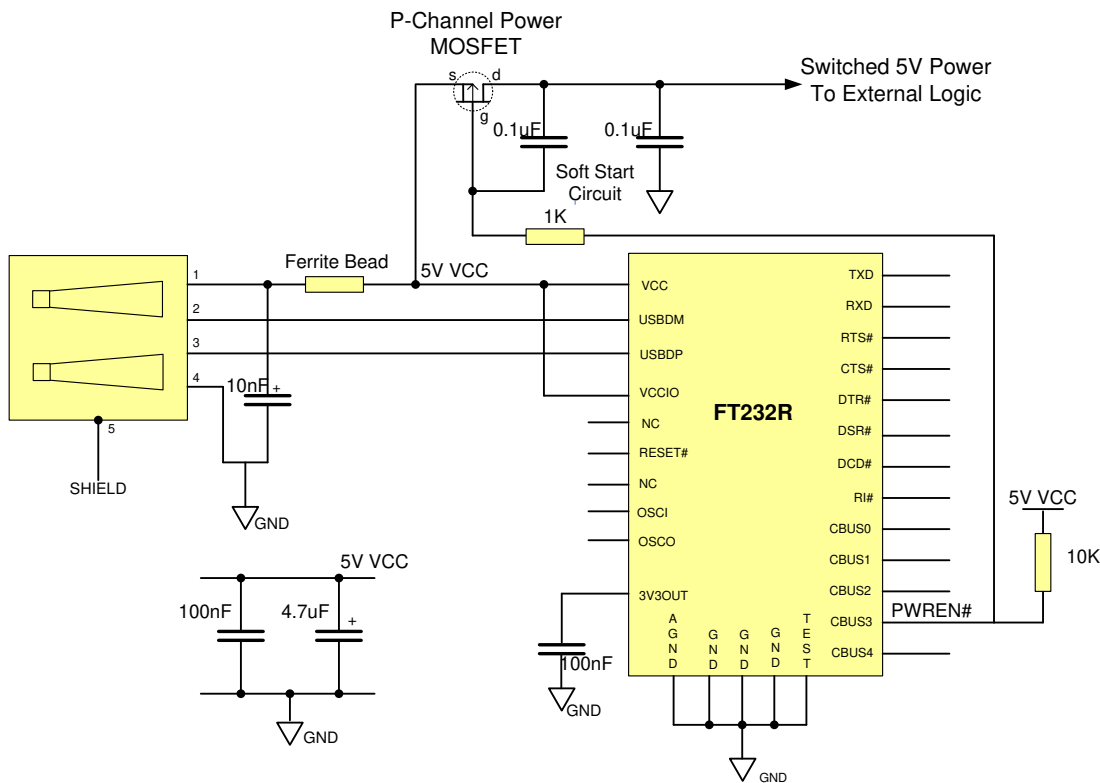 P-Channel Power
MOSFET
s
d
g
Switched 5V Power
To External Logic
0.1uF
0.1uF
Soft Start
Circuit
1K
Ferrite Bead
5V VCC
1
2
3
4
5
SHIELD
10nF
+
GND
VCC
USBDM
USBDP
VCCIO
NC
RESET#
NC
OSCI
OSCO
3V3OUT
FT232R
TXD
RXD
RTS#
CTS#
DTR#
DSR#
DCD#
RI#
CBUS0
CBUS1
CBUS2
CBUS3
CBUS4
PWREN#
5V VCC
10K
AGND
GND
GND
GND
TEST
GND
100nF
GND
5V VCC
100nF
4.7uF
+
GND